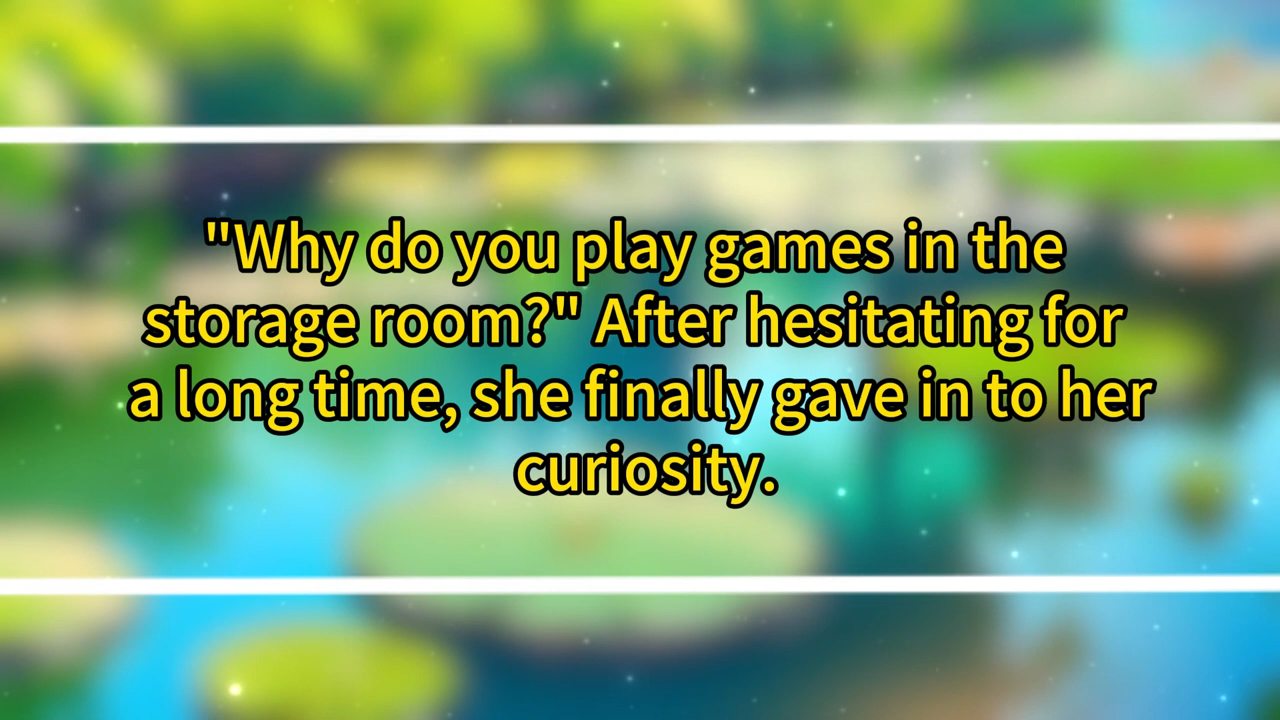 "Why do you play games in the
storage room?" After hesitating for
a long time, she finally gave in to her
curiosity.